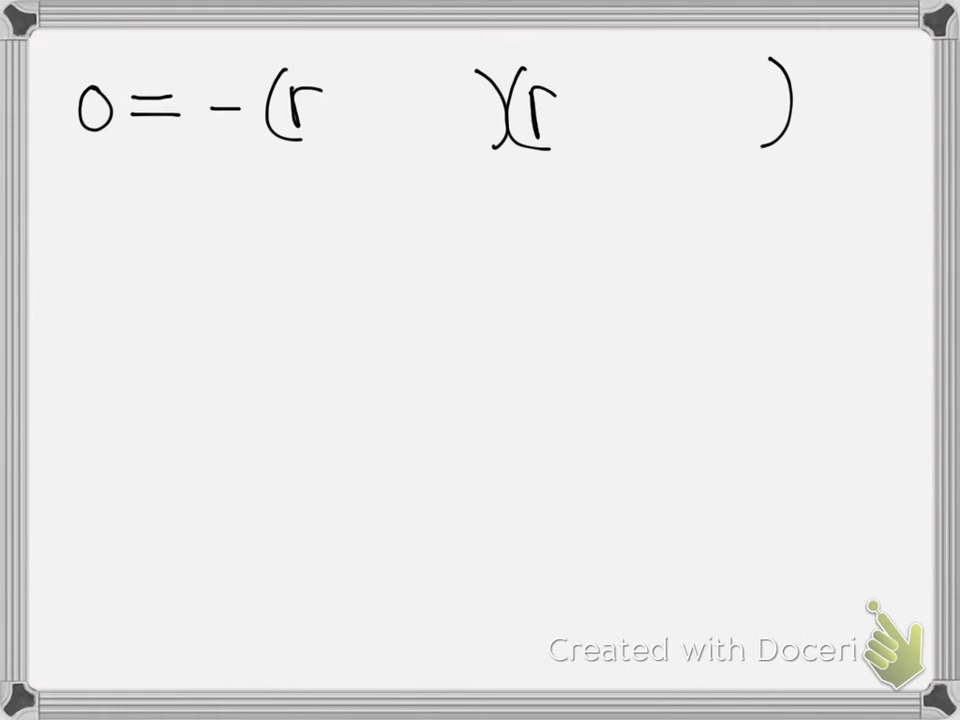 0 = - (r )(r )
Created with Doceri